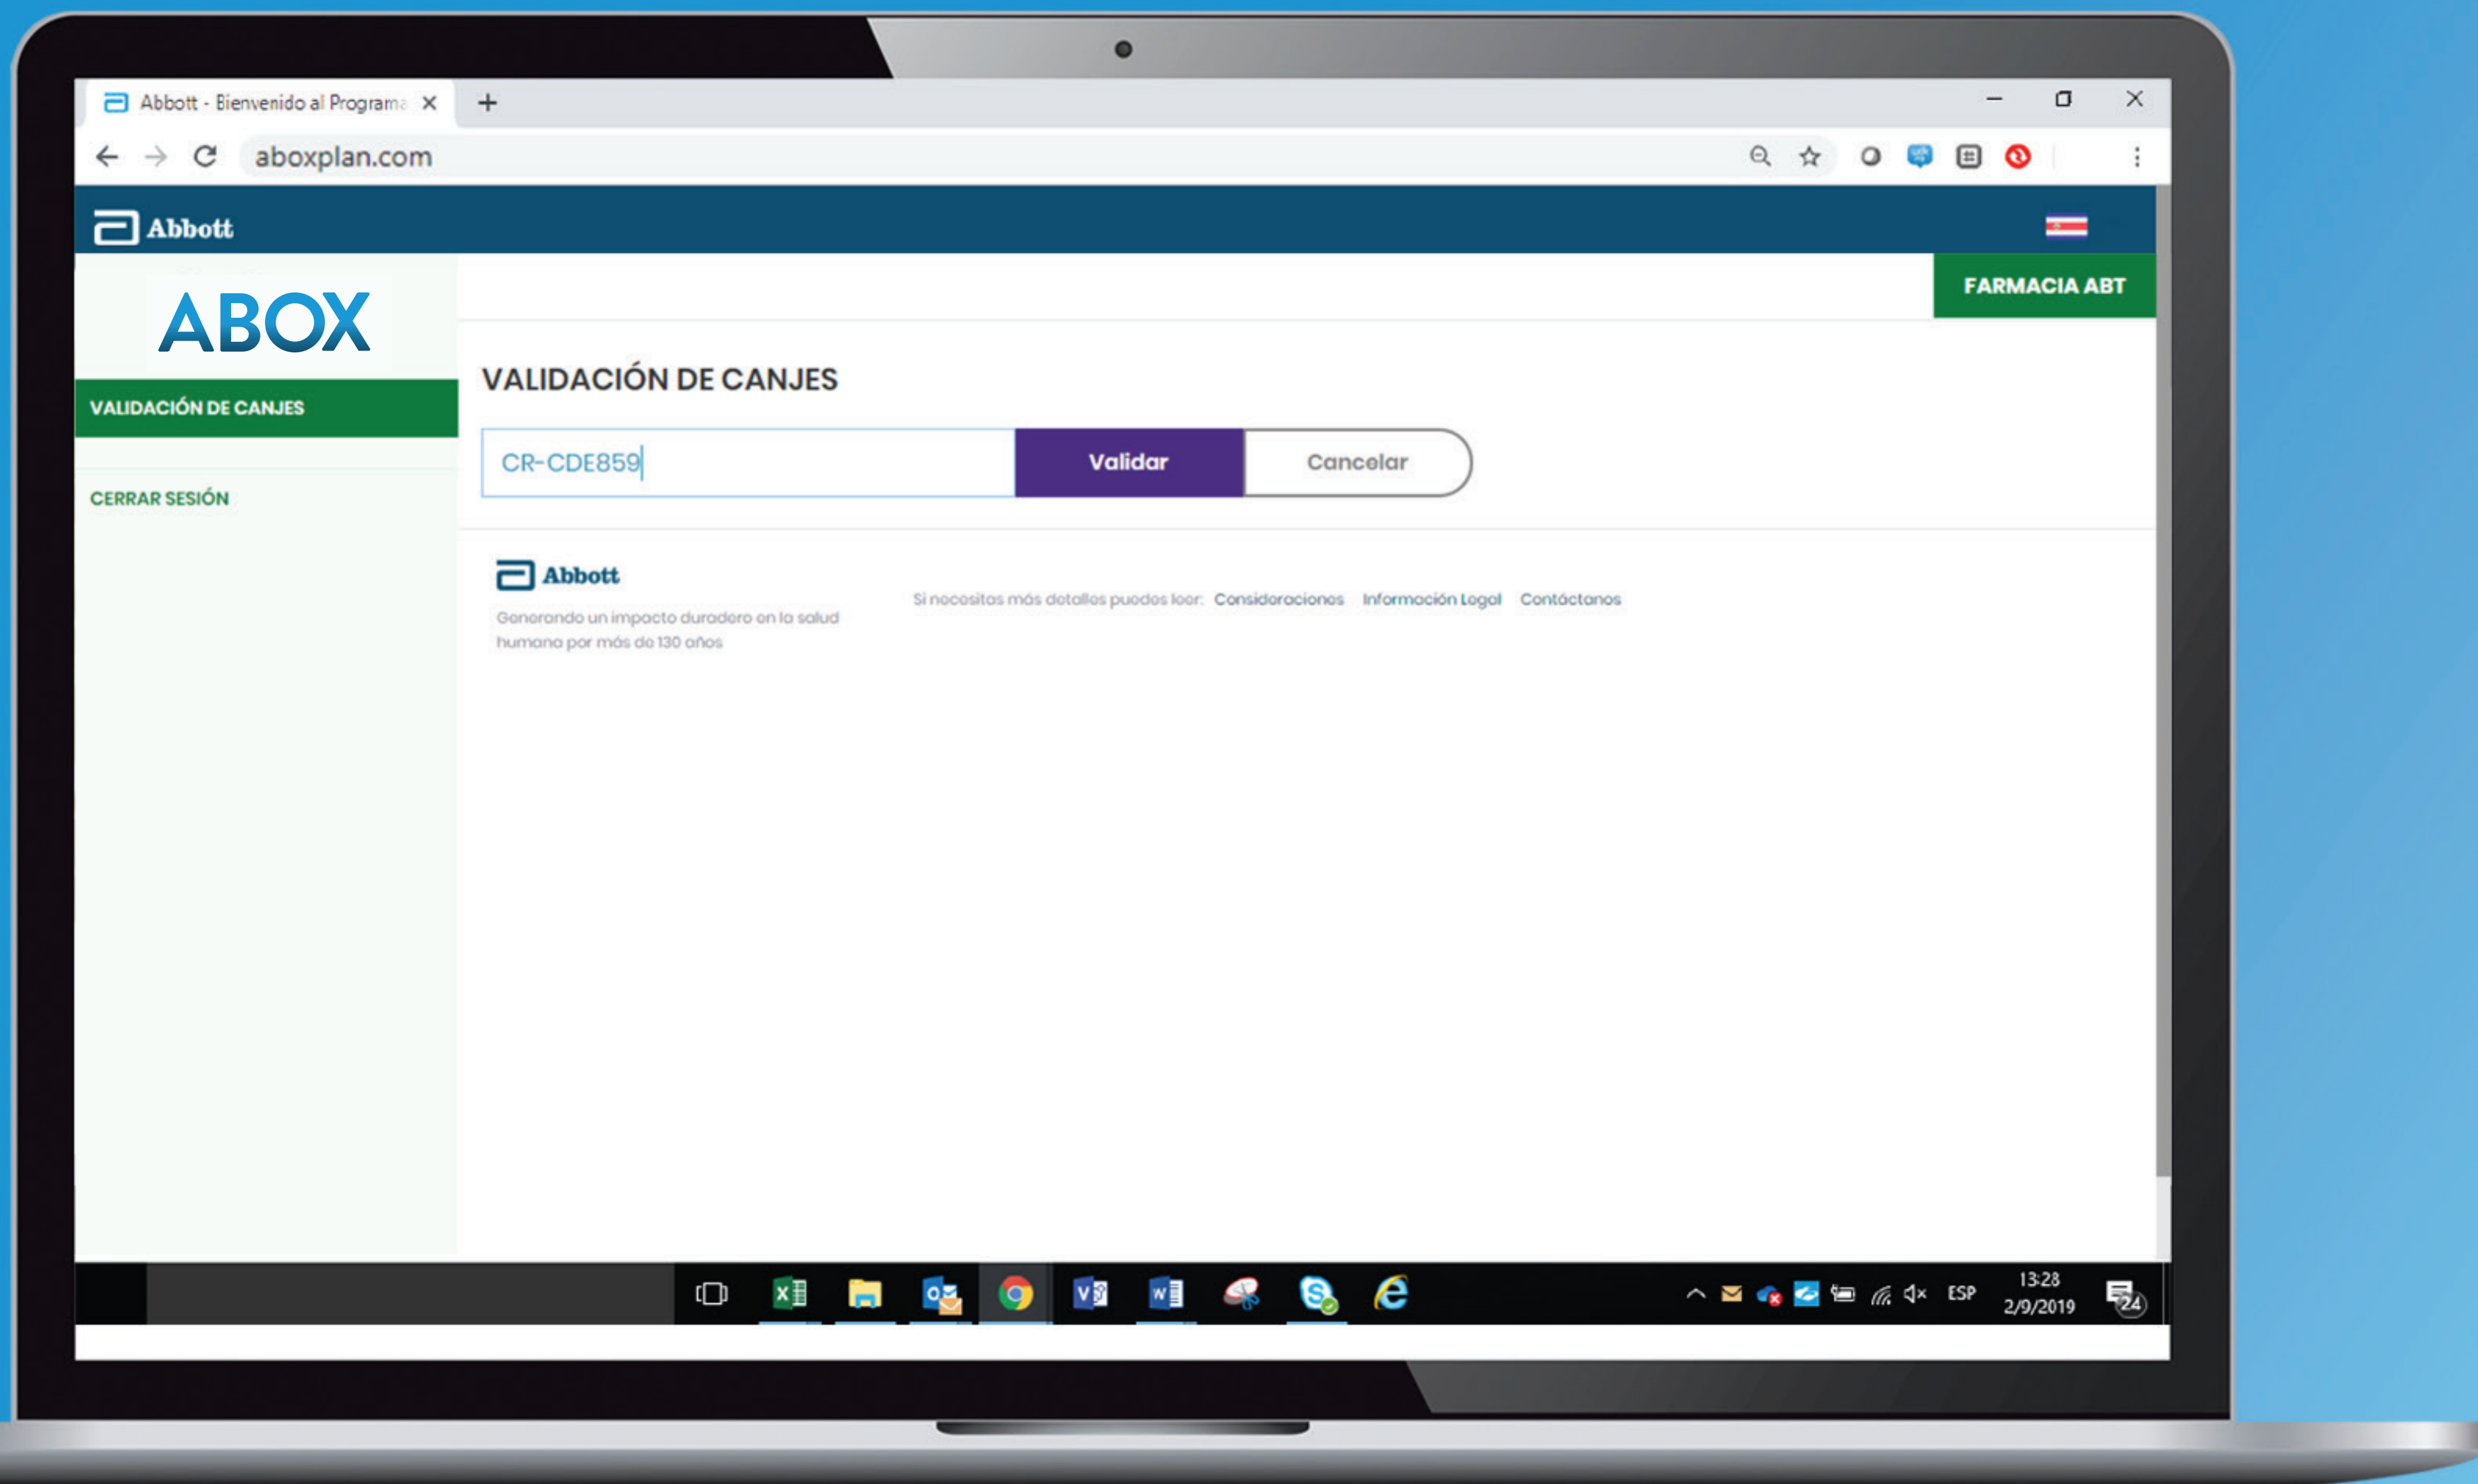 Abbott - Bienvenido al Programa
aboxplan.com
Abbott
FARMACIA ABT
ABOX
VALIDACIÓN DE CANJES
CERRAR SESIÓN
VALIDACIÓN DE CANJES
CR-CDE859
Validar
Cancelar
Abbott
Generando un impacto duradero en la salud
humana por más de 130 años
Si necesitas más detalles puedes leer: Consideraciones Información Legal Contáctanos
ESP
13:28
2/9/2019
24